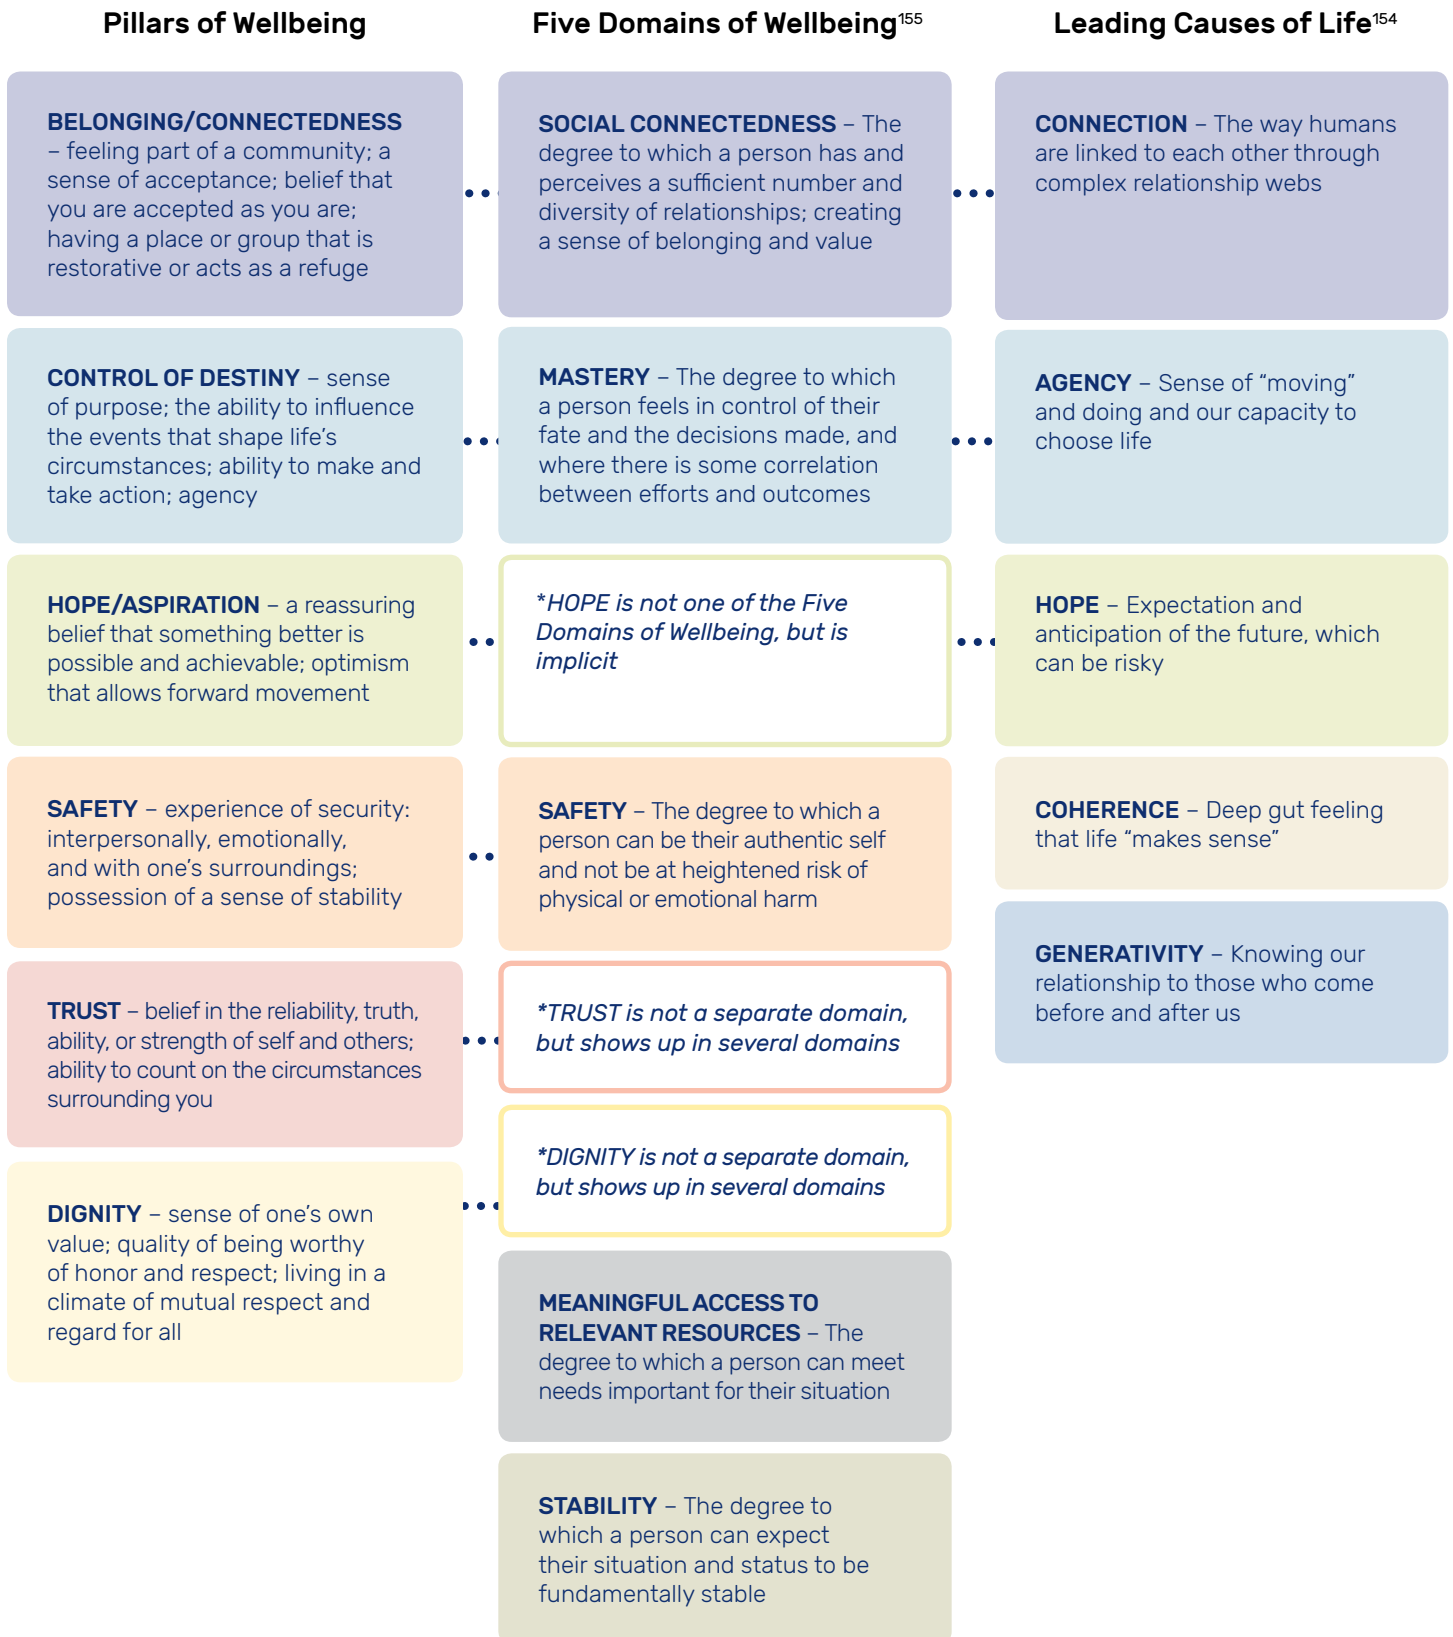 Pillars of Wellbeing
BELONGING/CONNECTEDNESS
– feeling part of a community; a
sense of acceptance; belief that
you are accepted as you are;
having a place or group that is
restorative or acts as a refuge
CONTROL OF DESTINY – sense
of purpose; the ability to influence
the events that shape life’s
circumstances; ability to make and
take action; agency
HOPE/ASPIRATION – a reassuring
belief that something better is
possible and achievable; optimism
that allows forward movement
SAFETY – experience of security:
interpersonally, emotionally,
and with one’s surroundings;
possession of a sense of stability
TRUST – belief in the reliability, truth,
ability, or strength of self and others;
ability to count on the circumstances
surrounding you
DIGNITY – sense of one’s own
value; quality of being worthy
of honor and respect; living in a
climate of mutual respect and
regard for all
Five Domains of Wellbeing155
SOCIAL CONNECTEDNESS – The
degree to which a person has and
perceives a sufficient number and
diversity of relationships; creating
a sense of belonging and value
MASTERY – The degree to which
a person feels in control of their
fate and the decisions made, and
where there is some correlation
between efforts and outcomes
*HOPE is not one of the Five
Domains of Wellbeing, but is
implicit
SAFETY – The degree to which a
person can be their authentic self
and not be at heightened risk of
physical or emotional harm
*TRUST is not a separate domain,
but shows up in several domains
*DIGNITY is not a separate domain,
but shows up in several domains
MEANINGFUL ACCESS TO
RELEVANT RESOURCES – The
degree to which a person can meet
needs important for their situation
STABILITY – The degree to
which a person can expect
their situation and status to be
fundamentally stable
Leading Causes of Life154
CONNECTION – The way humans
are linked to each other through
complex relationship webs
AGENCY – Sense of “moving”
and doing and our capacity to
choose life
HOPE – Expectation and
anticipation of the future, which
can be risky
COHERENCE – Deep gut feeling
that life “makes sense”
GENERATIVITY – Knowing our
relationship to those who come
before and after us